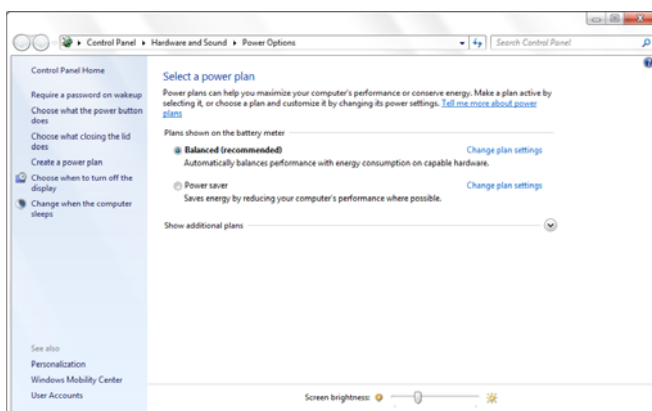 Control Panel ▸ Hardware and Sound ▸ Power Options
Search Control Panel
Control Panel Home
Require a password on wakeup
Choose what the power button
does
Choose what closing the lid
does
Create a power plan
Choose when to turn off the
display
Change when the computer
sleeps
See also
Personalization
Windows Mobility Center
User Accounts
Select a power plan
Power plans can help you maximize your computer's performance or conserve energy. Make a plan active by
selecting it, or choose a plan and customize it by changing its power settings. Tell me more about power
plans
Plans shown on the battery meter
Balanced (recommended) Change plan settings
Automatically balances performance with energy consumption on capable hardware.
Power saver Change plan settings
Saves energy by reducing your computer's performance where possible.
Show additional plans
Screen brightness: